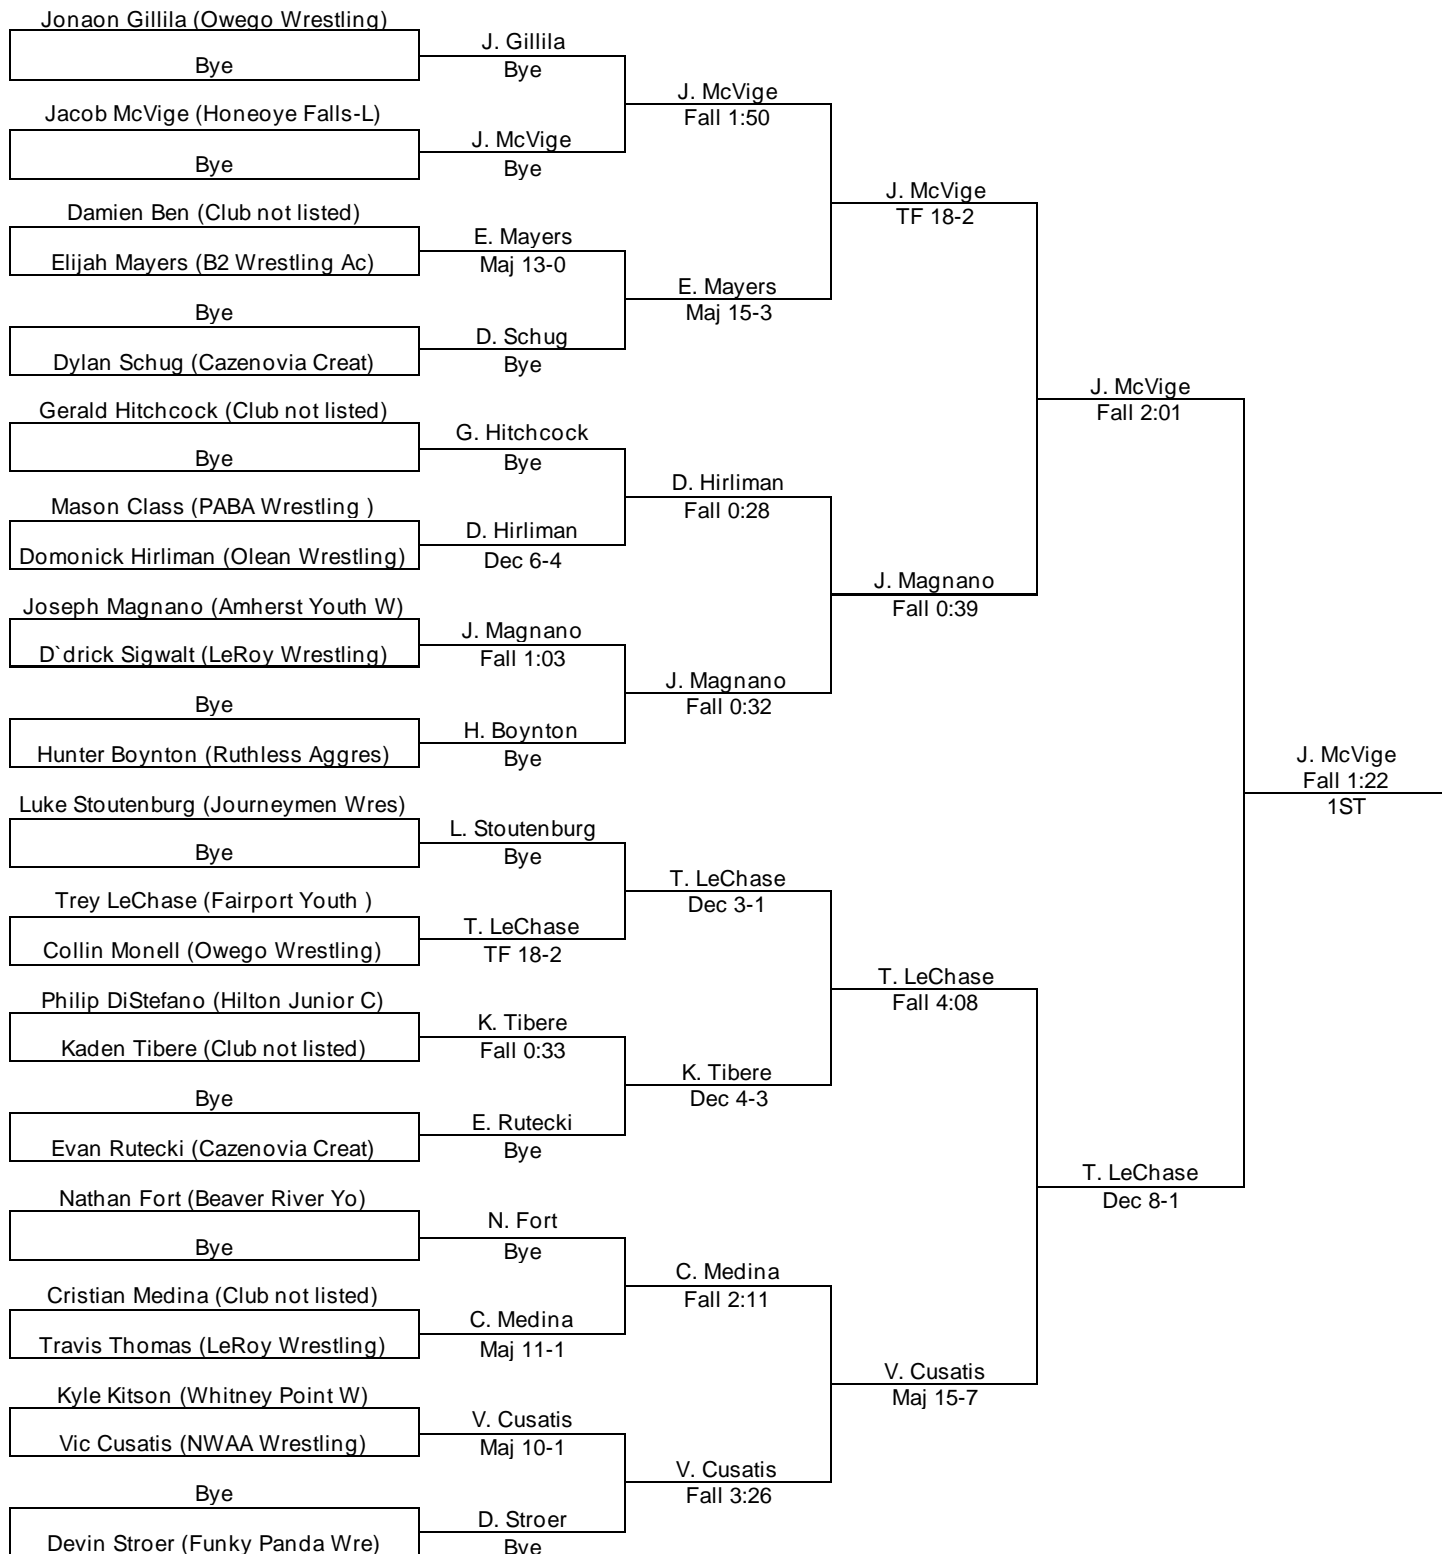 Jonaon Gillila (Owego Wrestling)
Bye
Jacob McVige (Honeoye Falls-L)
Bye
Damien Ben (Club not listed)
Elijah Mayers (B2 Wrestling Ac)
Bye
Dylan Schug (Cazenovia Creat)
Gerald Hitchcock (Club not listed)
Bye
Mason Class (PABA Wrestling )
Domonick Hirliman (Olean Wrestling)
Joseph Magnano (Amherst Youth W)
D`drick Sigwalt (LeRoy Wrestling)
Bye
Hunter Boynton (Ruthless Aggres)
Luke Stoutenburg (Journeymen Wres)
Bye
Trey LeChase (Fairport Youth )
Collin Monell (Owego Wrestling)
Philip DiStefano (Hilton Junior C)
Kaden Tibere (Club not listed)
Bye
Evan Rutecki (Cazenovia Creat)
Nathan Fort (Beaver River Yo)
Bye
Cristian Medina (Club not listed)
Travis Thomas (LeRoy Wrestling)
Kyle Kitson (Whitney Point W)
Vic Cusatis (NWAA Wrestling)
Bye
Devin Stroer (Funky Panda Wre)
J. Gillila
Bye
J. McVige
Bye
E. Mayers
Maj 13-0
D. Schug
Bye
G. Hitchcock
Bye
D. Hirliman
Dec 6-4
J. Magnano
Fall 1:03
H. Boynton
Bye
L. Stoutenburg
Bye
T. LeChase
TF 18-2
K. Tibere
Fall 0:33
E. Rutecki
Bye
N. Fort
Bye
C. Medina
Maj 11-1
V. Cusatis
Maj 10-1
D. Stroer
Bye
J. McVige
Fall 1:50
E. Mayers
Maj 15-3
D. Hirliman
Fall 0:28
J. Magnano
Fall 0:32
T. LeChase
Dec 3-1
K. Tibere
Dec 4-3
C. Medina
Fall 2:11
V. Cusatis
Fall 3:26
J. McVige
TF 18-2
J. Magnano
Fall 0:39
T. LeChase
Fall 4:08
V. Cusatis
Maj 15-7
J. McVige
Fall 2:01
T. LeChase
Dec 8-1
J. McVige
Fall 1:22
1ST